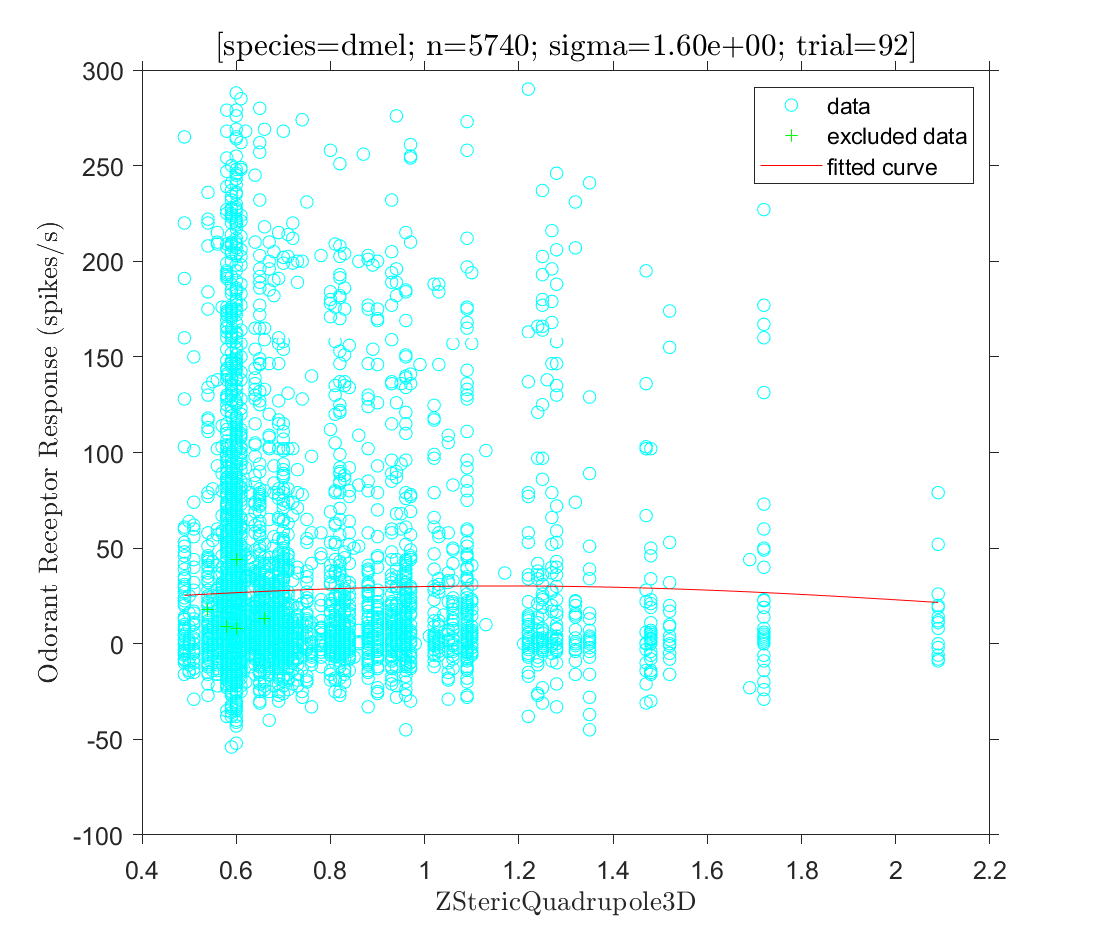 [species=dmel; n=5740; sigma=1.60e+00; trial=92]
300
250
200
150
100
50
0
-50
-100
Odorant Receptor Response (spikes/s)
data
excluded data
fitted curve
0.4 0.6 0.8 1 1.2 1.4 1.6 1.8 2 2.2
ZStericQuadrupole3D